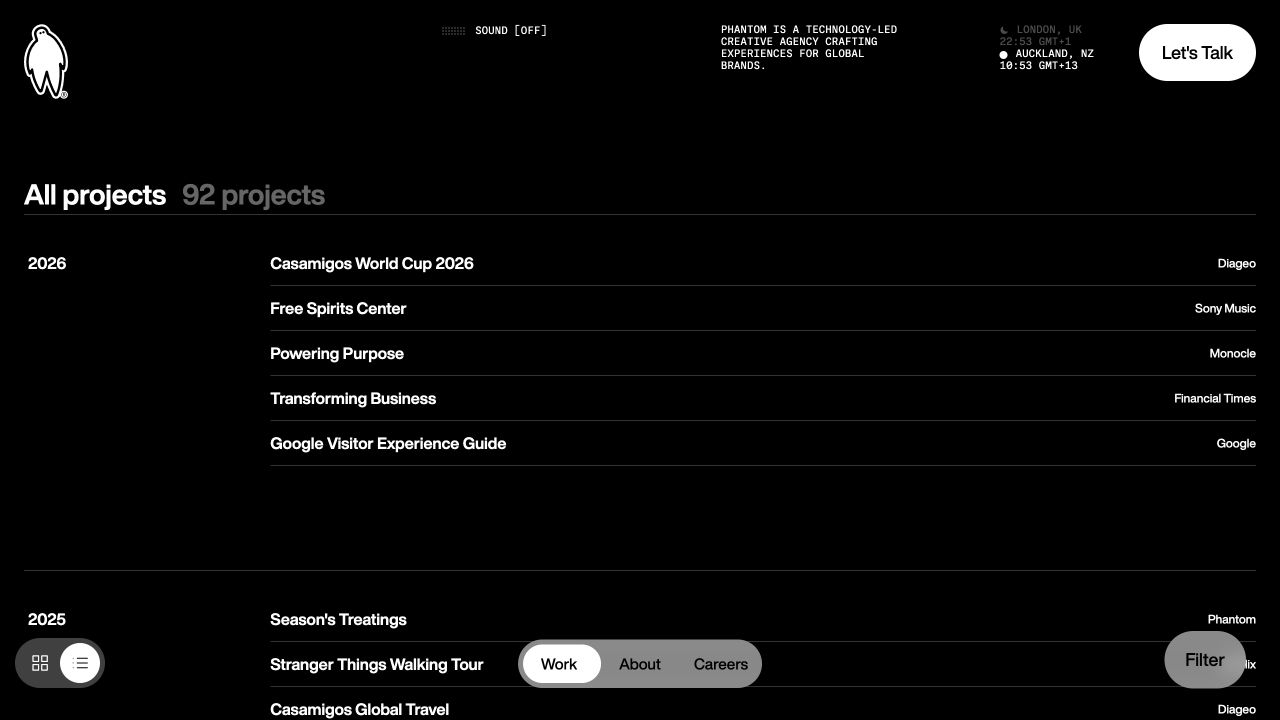 SOUND [OFF]
PHANTOM IS A TECHNOLOGY-LED
CREATIVE AGENCY CRAFTING
EXPERIENCES FOR GLOBAL
BRANDS.
LONDON, UK
22:53 GMT+1
AUCKLAND, NZ
10:53 GMT+13
Let's Talk
All projects 92 projects
2026
Casamigos World Cup 2026 Diageo
Free Spirits Center Sony Music
Powering Purpose Monocle
Transforming Business Financial Times
Google Visitor Experience Guide Google
2025
Season's Treatings Phantom
Stranger Things Walking Tour
Work About Careers
Filter
Casamigos Global Travel Diageo